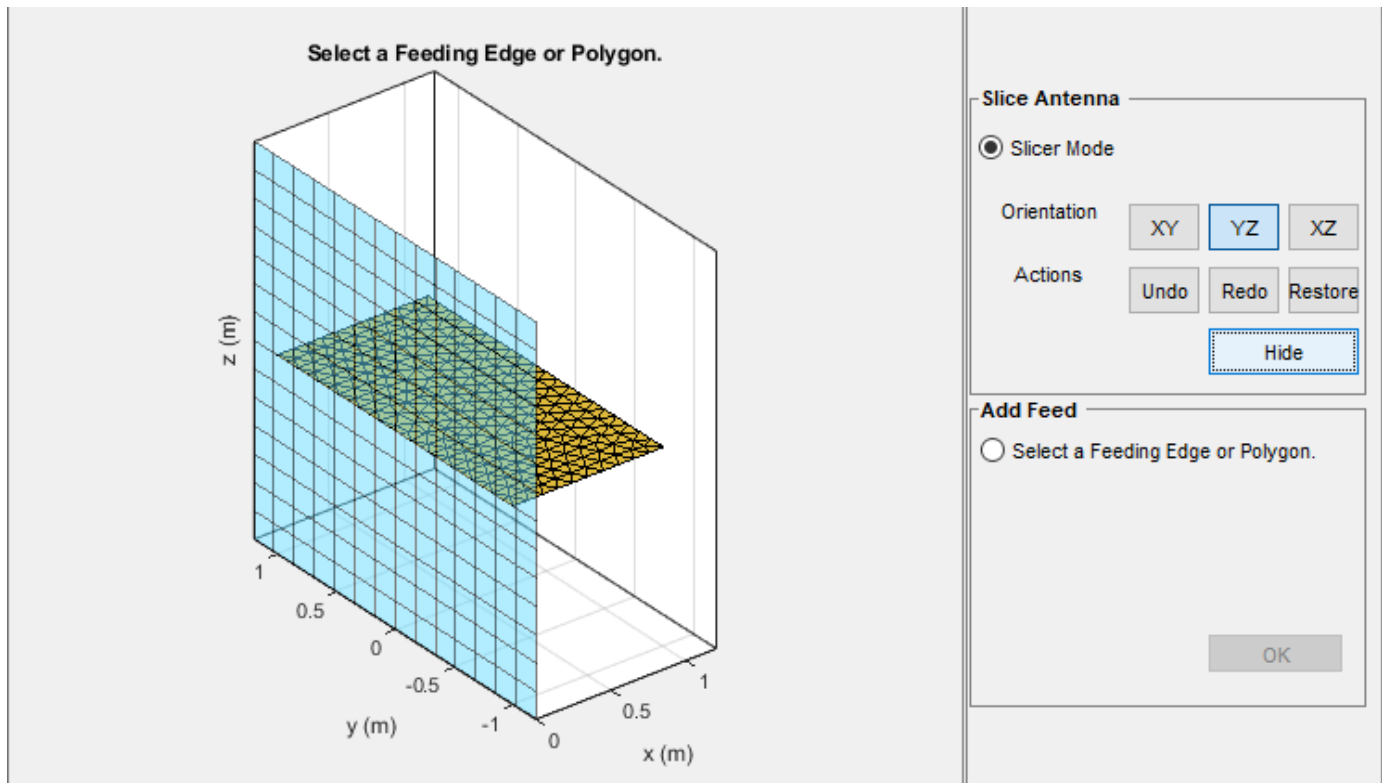 Select a Feeding Edge or Polygon.
z (m)
1
0.5
0
-0.5
-1
y (m)
0
0.5
1
x (m)
Slice Antenna
Slicer Mode
Orientation
XY YZ XZ
Actions
Undo Redo Restore
Hide
Add Feed
Select a Feeding Edge or Polygon.
OK